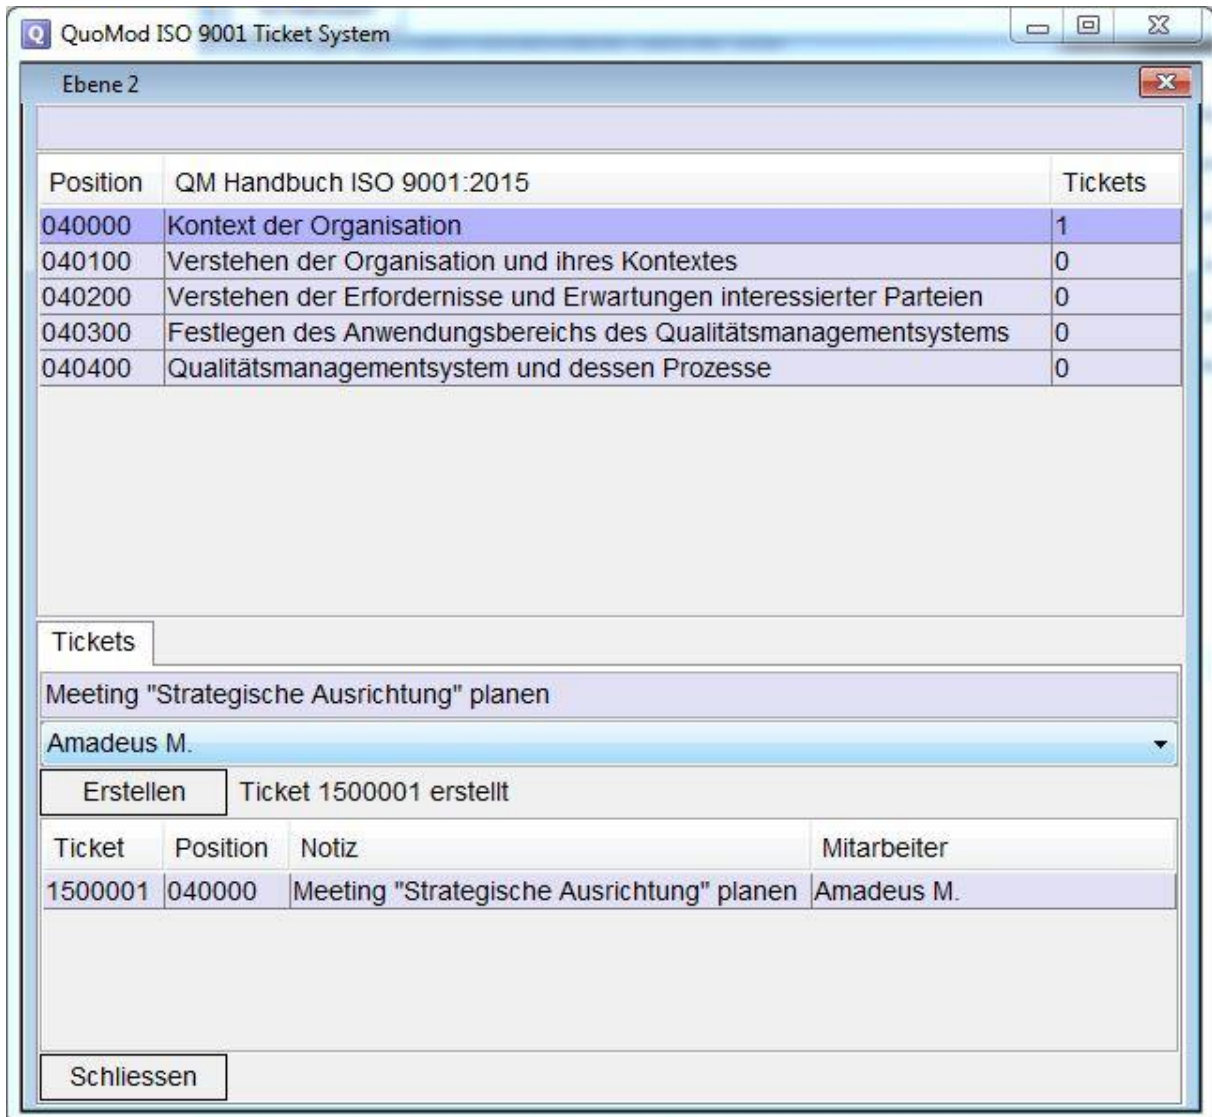 Q QuoMod ISO 9001 Ticket System
Ebene 2
Position QM Handbuch ISO 9001:2015 Tickets
040000 Kontext der Organisation 1
040100 Verstehen der Organisation und ihres Kontextes 0
040200 Verstehen der Erfordernisse und Erwartungen interessierter Parteien 0
040300 Festlegen des Anwendungsbereichs des Qualitätsmanagementsystems 0
040400 Qualitätsmanagementsystem und dessen Prozesse 0
Tickets
Meeting "Strategische Ausrichtung" planen
Amadeus M.
Erstellen Ticket 1500001 erstellt
Ticket Position Notiz Mitarbeiter
1500001 040000 Meeting "Strategische Ausrichtung" planen Amadeus M.
Schliessen